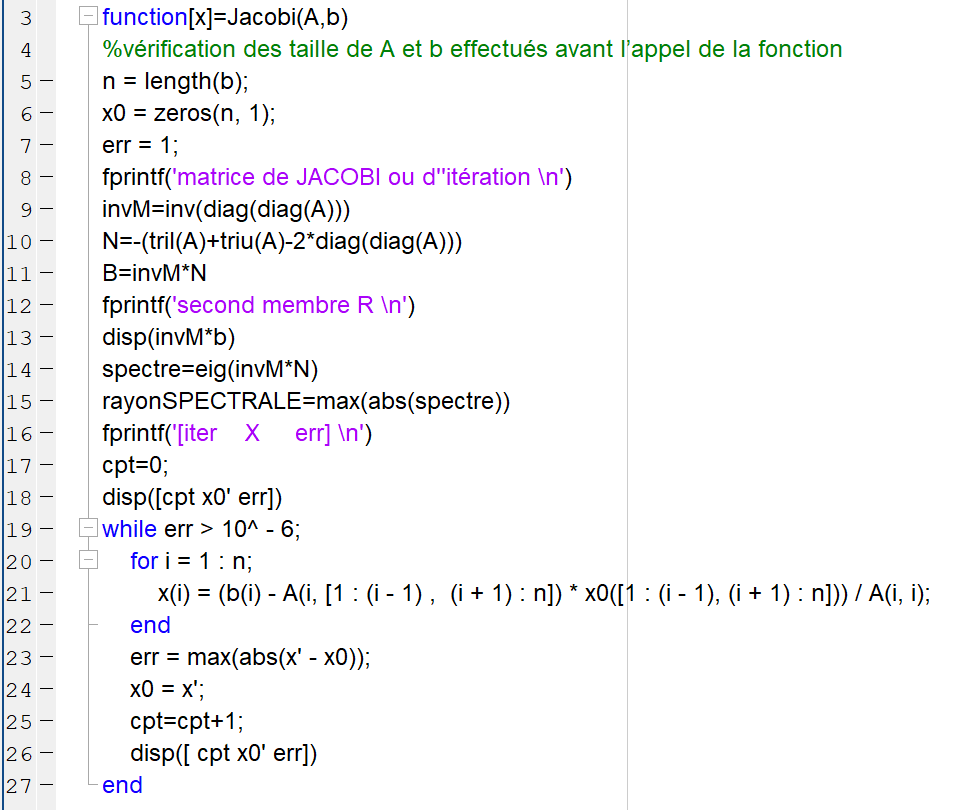 3 function[x]=Jacobi(A,b)
4 %vérification des taille de A et b effectués avant l'appel de la fonction
5 n = length(b);
6 x0 = zeros(n, 1);
7 err = 1;
8 fprintf('matrice de JACOBI ou d''itération \n')
9 invM=inv(diag(diag(A)))
10 N=-(tril(A)+triu(A)-2*diag(diag(A)))
11 B=invM*N
12 fprintf('second membre R \n')
13 disp(invM*b)
14 spectre=eig(invM*N)
15 rayonSPECTRALE=max(abs(spectre))
16 fprintf('[iter    X     err] \n')
17 cpt=0;
18 disp([cpt x0' err])
19 while err > 10^ - 6;
20 for i = 1 : n;
21 x(i) = (b(i) - A(i, [1 : (i - 1) ,  (i + 1) : n]) * x0([1 : (i - 1), (i + 1) : n])) / A(i, i);
22 end
23 err = max(abs(x' - x0));
24 x0 = x';
25 cpt=cpt+1;
26 disp([ cpt x0' err])
27 end